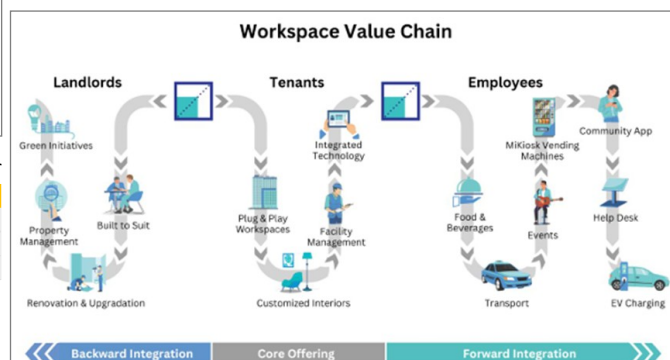 Workspace Value Chain
Landlords
Tenants
Employees
Green Initiatives
Property
Management
Built to Suit
Renovation & Upgradation
Plug & Play
Workspaces
Customized Interiors
Facility
Management
Integrated
Technology
Food &
Beverages
Transport
Events
MiKiosk Vending
Machines
Community App
Help Desk
EV Charging
Backward Integration
Core Offering
Forward Integration